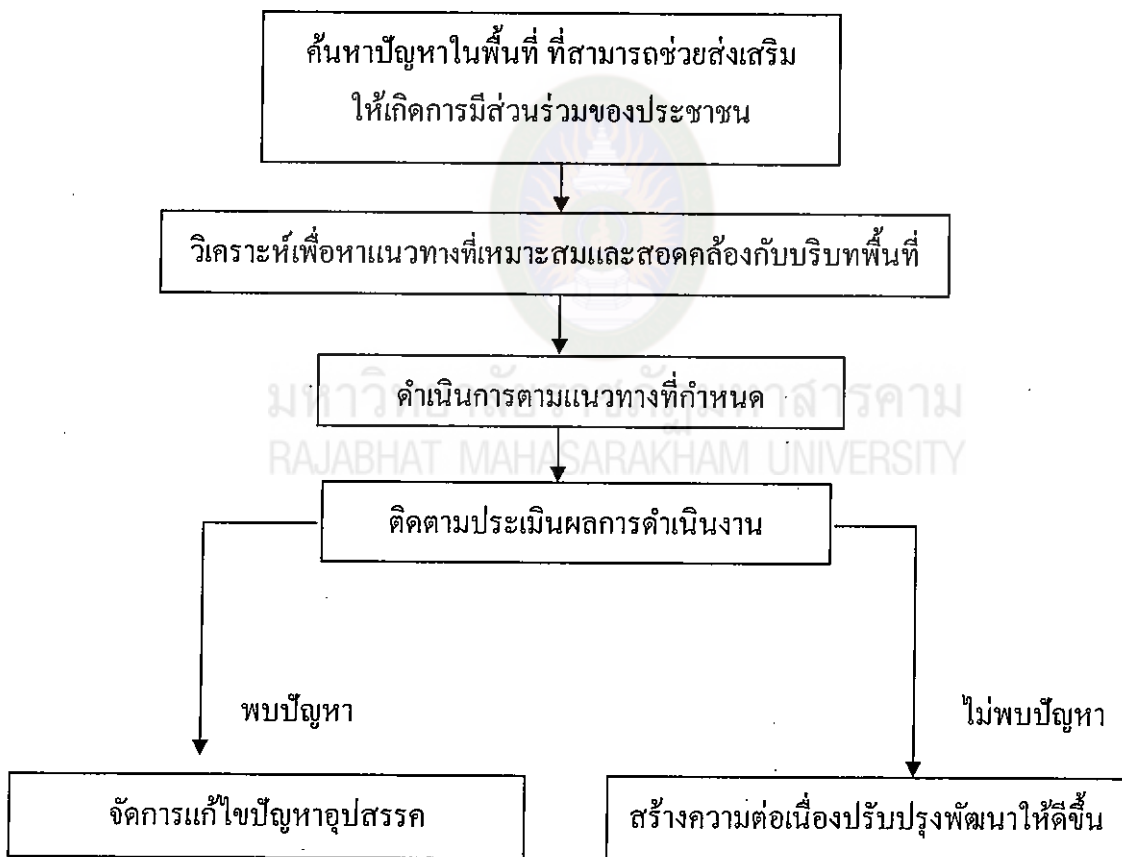 ค้นหาปัญหาในพื้นที่ ที่สามารถช่วยส่งเสริม
ให้เกิดการมีส่วนร่วมของประชาชน
วิเคราะห์เพื่อหาแนวทางที่เหมาะสมและสอดคล้องกับบริบทพื้นที่
ดำเนินการตามแนวทางที่กำหนด
มหาวิทยาลัยราชภัฏมหาสารคาม
RAJABHAT MAHASARAKHAM UNIVERSITY
ติดตามประเมินผลการดำเนินงาน
พบปัญหา
ไม่พบปัญหา
จัดการแก้ไขปัญหาอุปสรรค
สร้างความต่อเนื่องปรับปรุงพัฒนาให้ดีขึ้น